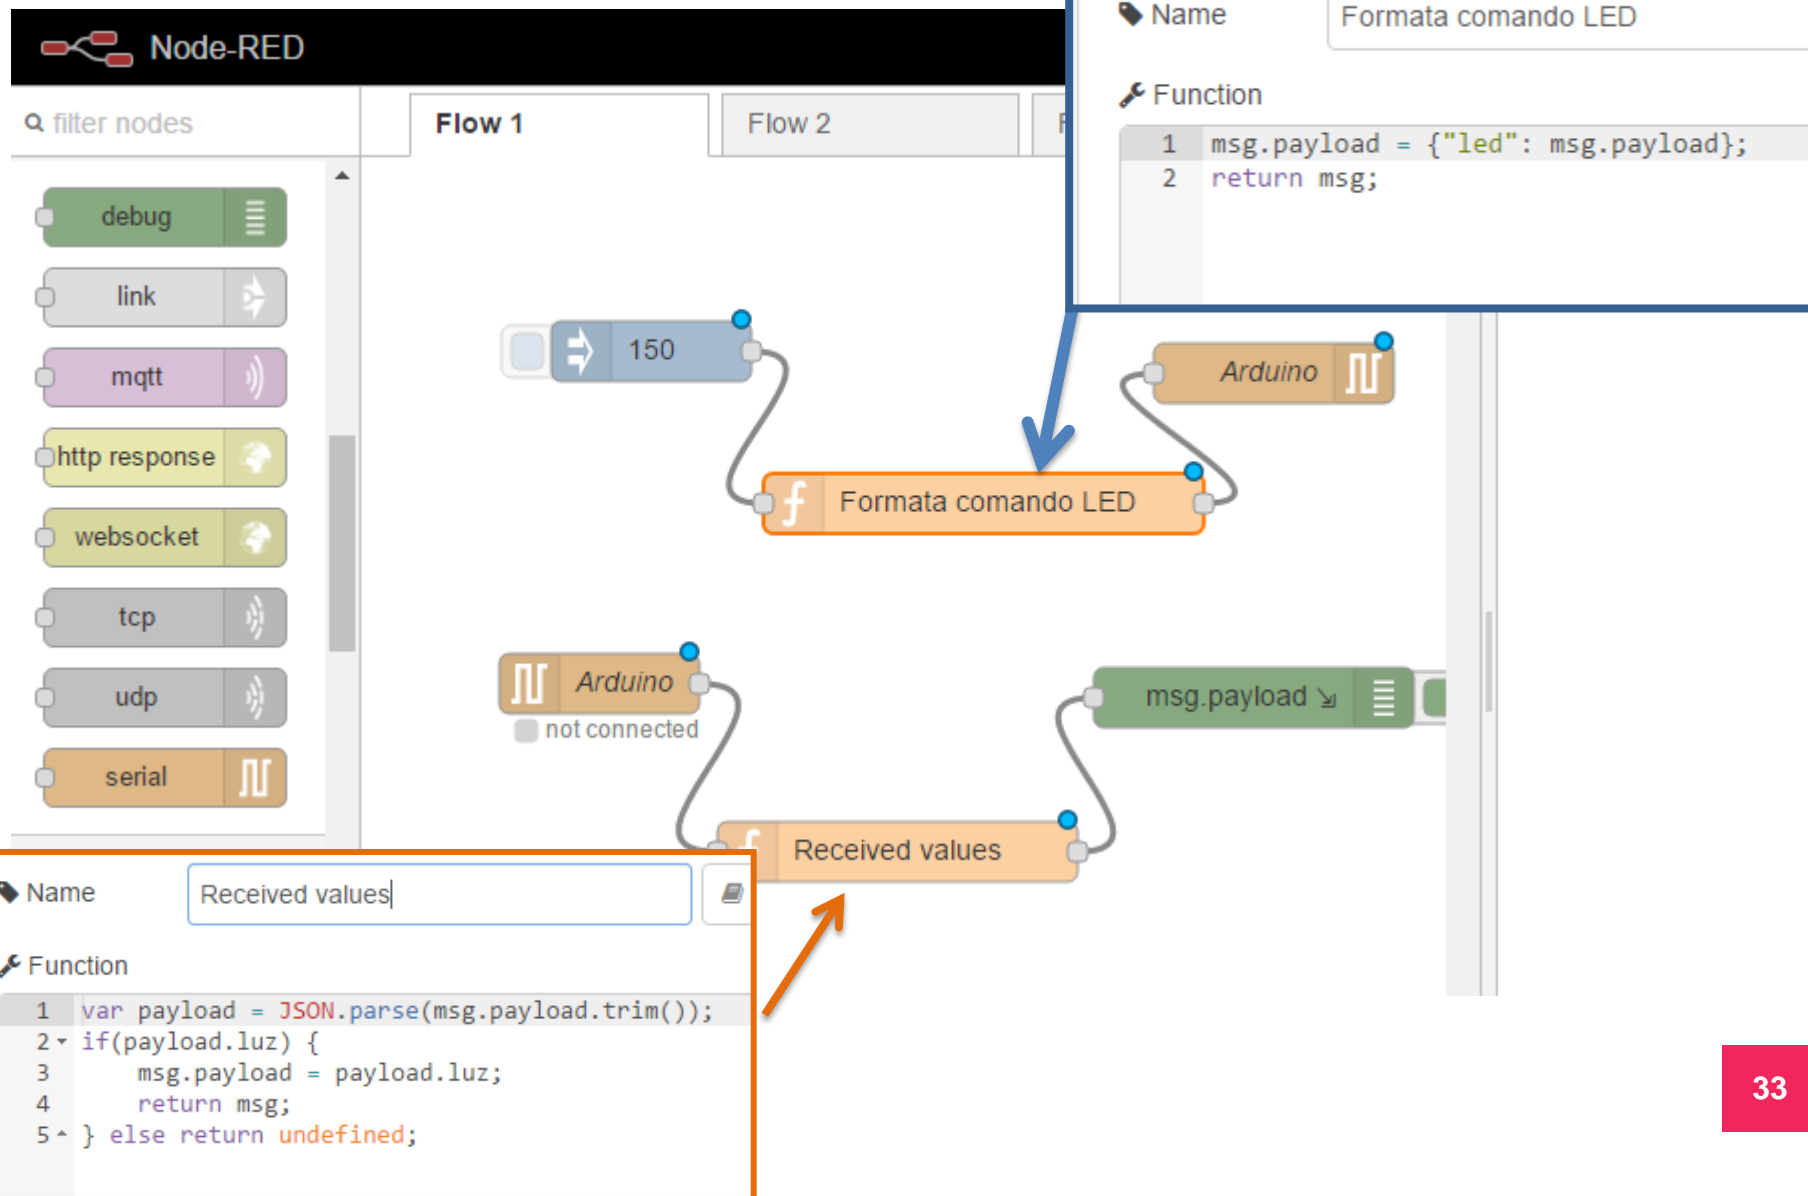 Node-RED
filter nodes
Flow 1
Flow 2
debug
link
mqtt
http response
websocket
tcp
udp
serial
Name
Formata comando LED
Function
1 msg.payload = {"led": msg.payload};
2 return msg;
150
Arduino
Formata comando LED
Arduino
not connected
msg.payload
Received values
Name
Received values
Function
1 var payload = JSON.parse(msg.payload.trim());
2 if(payload.luz) {
3 msg.payload = payload.luz;
4 return msg;
5 } else return undefined;
33